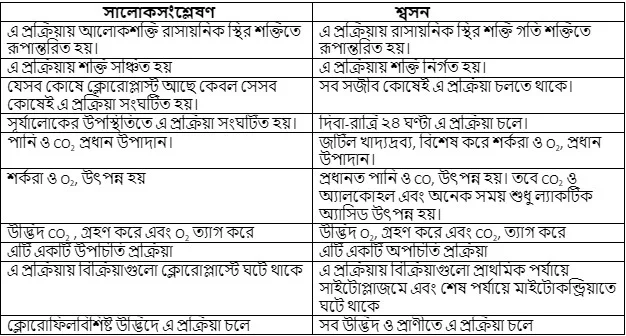 সালোকসংশ্লেষণ
শ্বসন
এ প্রক্রিয়ায় আলোকশক্তি রাসায়নিক স্থির শক্তিতে
রূপান্তরিত হয়।
এ প্রক্রিয়ায় রাসায়নিক স্থির শক্তি গতি শক্তিতে
রূপান্তরিত হয়।
এ প্রক্রিয়ায় শক্তি সঞ্চিত হয়
এ প্রক্রিয়ায় শক্তি নির্গত হয়।
যেসব কোষে ক্লোরোপ্লাস্ট আছে কেবল সেসব
কোষেই এ প্রক্রিয়া সংঘটিত হয়।
সব সজীব কোষেই এ প্রক্রিয়া চলতে থাকে।
সূর্যালোকের উপস্থিতিতে এ প্রক্রিয়া সংঘটিত হয়।
দিবা-রাত্রি ২৪ ঘণ্টা এ প্রক্রিয়া চলে।
পানি ও CO₂ প্রধান উপাদান।
জটিল খাদ্যদ্রব্য, বিশেষ করে শর্করা ও O₂, প্রধান
উপাদান।
শর্করা ও O₂, উৎপন্ন হয়
প্রধানত পানি ও CO, উৎপন্ন হয়। তবে CO₂ ও
অ্যালকোহল এবং অনেক সময় শুধু ল্যাকটিক
অ্যাসিড উৎপন্ন হয়।
উদ্ভিদ CO₂ , গ্রহণ করে এবং O₂ ত্যাগ করে
উদ্ভিদ O₂, গ্রহণ করে এবং CO₂, ত্যাগ করে
এটি একটি উপচিতি প্রক্রিয়া
এটি একটি অপচিতি প্রক্রিয়া
এ প্রক্রিয়ায় বিক্রিয়াগুলো ক্লোরোপ্লাস্টে ঘটে থাকে
এ প্রক্রিয়ায় বিক্রিয়াগুলো প্রাথমিক পর্যায়ে
সাইটোপ্লাজমে এবং শেষ পর্যায়ে মাইটোকন্ড্রিয়াতে
ঘটে থাকে
ক্লোরোফিলবিশিষ্ট উদ্ভিদে এ প্রক্রিয়া চলে
সব উদ্ভিদ ও প্রাণীতে এ প্রক্রিয়া চলে